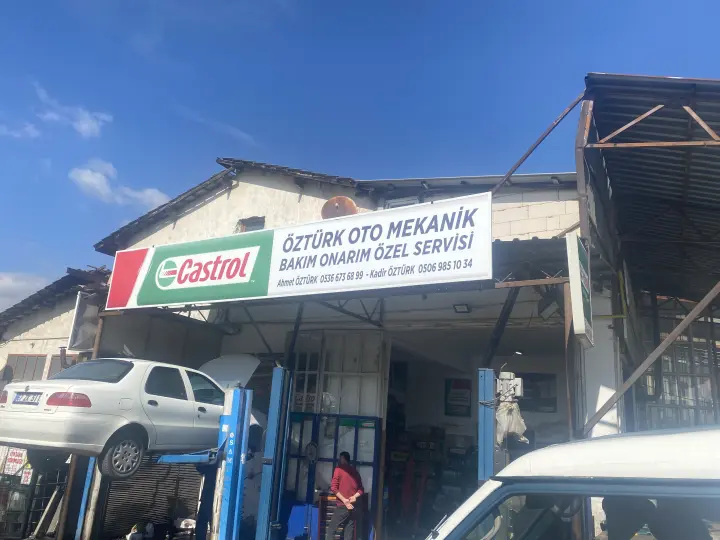 Castrol
ÖZTÜRK OTO MEKANİK
BAKIM ONARIM ÖZEL SERVİSİ
Ahmet ÖZTÜRK 0536 673 68 99 • Kadir ÖZTÜRK 0506 985 10 34